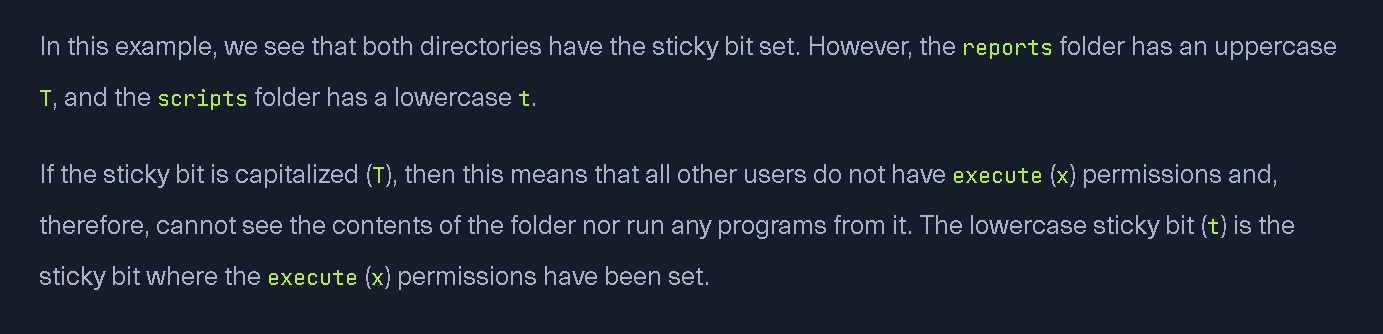 In this example, we see that both directories have the sticky bit set. However, the reports folder has an uppercase
T, and the scripts folder has a lowercase t.
If the sticky bit is capitalized (T), then this means that all other users do not have execute (x) permissions and,
therefore, cannot see the contents of the folder nor run any programs from it. The lowercase sticky bit (t) is the
sticky bit where the execute (x) permissions have been set.